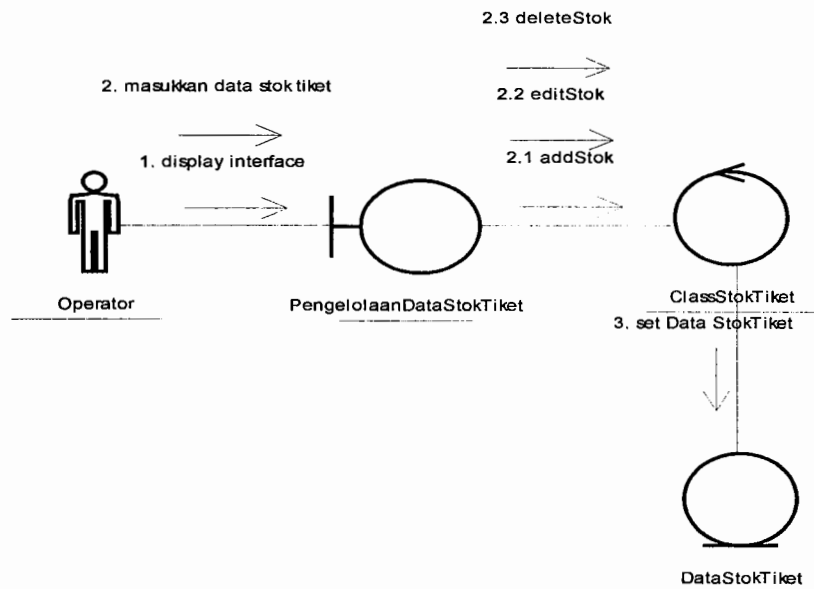 2.3 deleteStok
2. masukkan data stok tiket
2.2 editStok
1. display interface
2.1 addStok
Operator
PengelolaanDataStokTiket
ClassStokTiket
3. set Data StokTiket
DataStokTiket